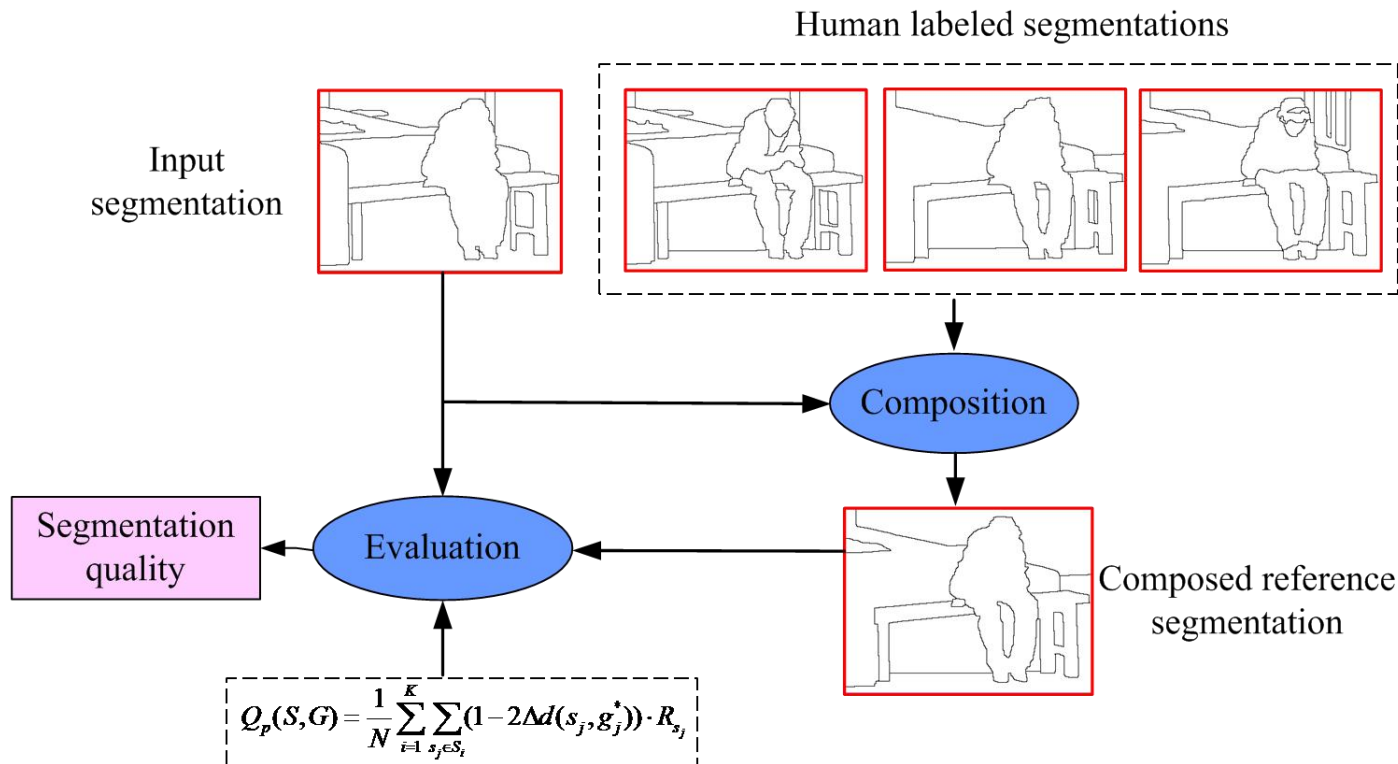 Human labeled segmentations
Input
segmentation
Composition
Segmentation
quality
Evaluation
Composed reference
segmentation
Q_p(S,G) = \frac{1}{N} \sum_{i=1}^{K} \sum_{s_j \in S_i} (1 - 2\Delta d(s_j, g_j^*)) \cdot R_{s_j}